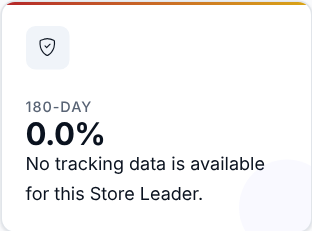 180-DAY
0.0%
No tracking data is available
for this Store Leader.